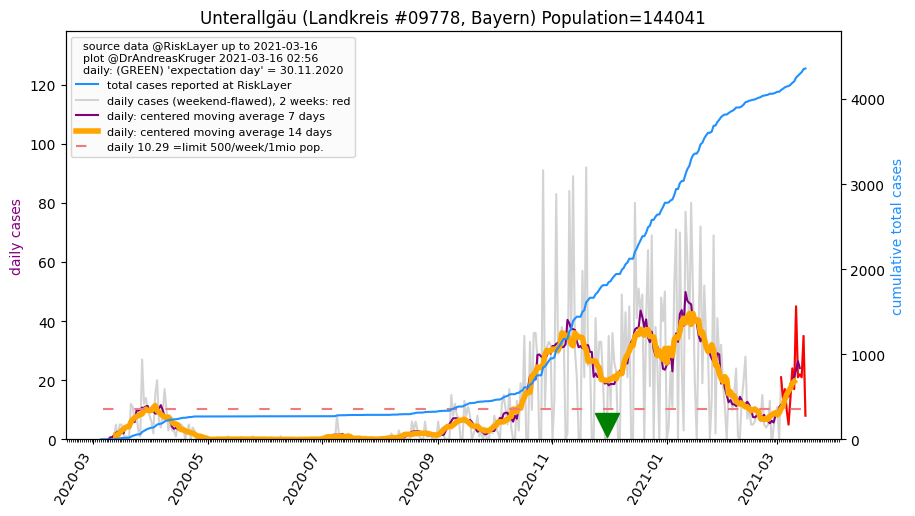 Unterallgäu (Landkreis #09778, Bayern) Population=144041
source data @RiskLayer up to 2021-03-16
plot @DrAndreasKruger 2021-03-16 02:56
daily: (GREEN) 'expectation day' = 30.11.2020
total cases reported at RiskLayer
daily cases (weekend-flawed), 2 weeks: red
daily: centered moving average 7 days
daily: centered moving average 14 days
daily 10.29 =limit 500/week/1mio pop.
daily cases
120
100
80
60
40
20
0
cumulative total cases
4000
3000
2000
1000
0
2020-03
2020-05
2020-07
2020-09
2020-11
2021-01
2021-03